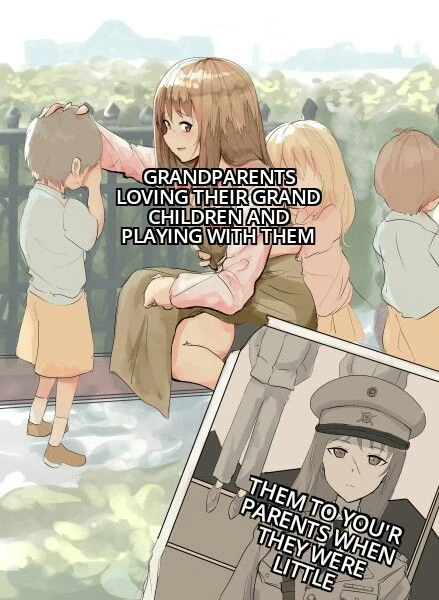 GRANDPARENTS
LOVING THEIR GRAND
CHILDREN AND
PLAYING WITH THEM
THEM TO YOU'R
PARENTS WHEN
THEY WERE
LITTLE